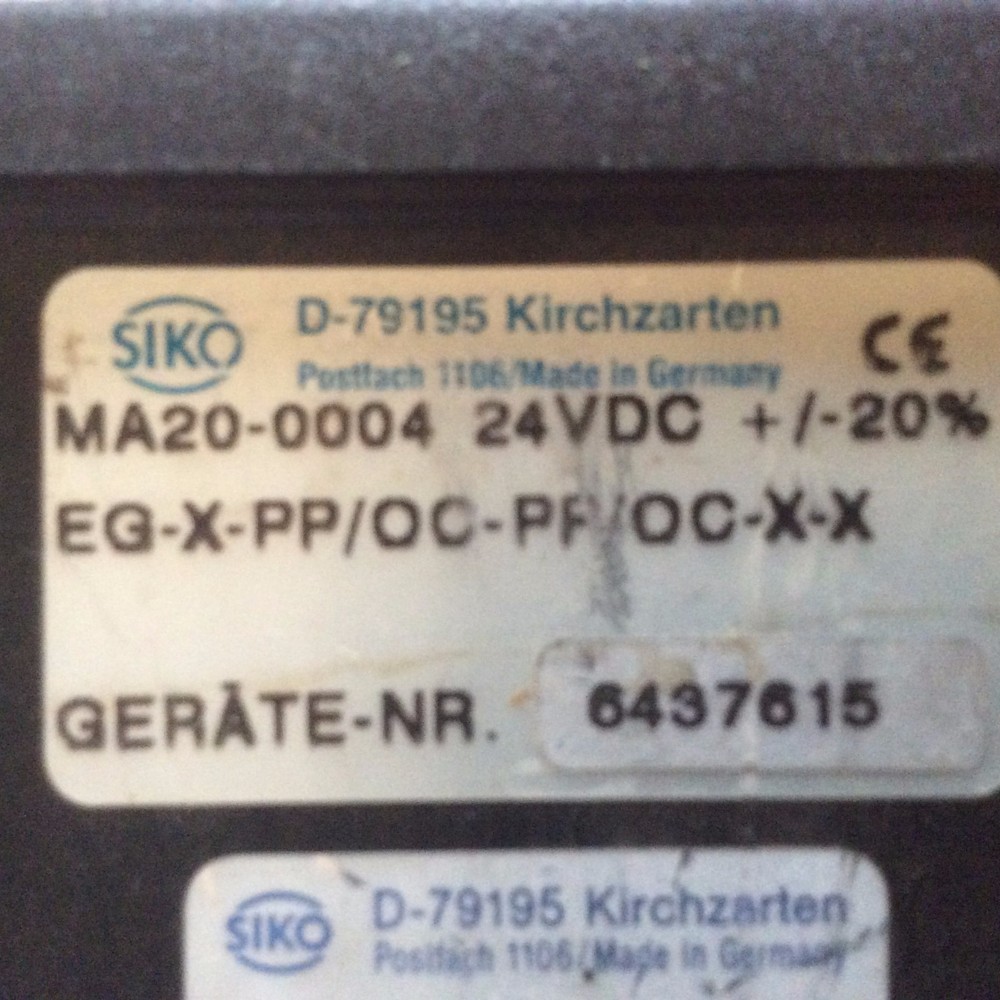 SIKO
D-79195 Kirchzarten
Postfach 1106/Made in Germany
CE
MA20-0004 24VDC +/-20%
EG-X-PP/OC-PP/OC-X-X
GERÄTE-NR. 6437615
SIKO
D-79195 Kirchzarten
Postfach 1106/Made in Germany